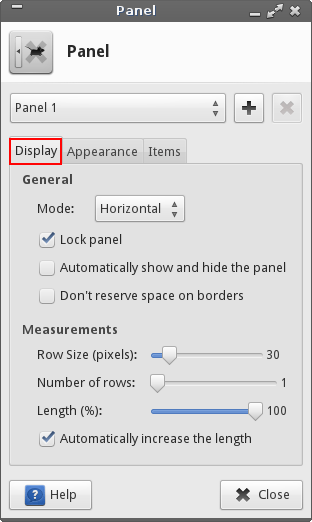 Panel
Panel
Panel 1
Display Appearance Items
General
Mode: Horizontal
Lock panel
Automatically show and hide the panel
Don't reserve space on borders
Measurements
Row Size (pixels): 30
Number of rows: 1
Length (%): 100
Automatically increase the length
? Help Close